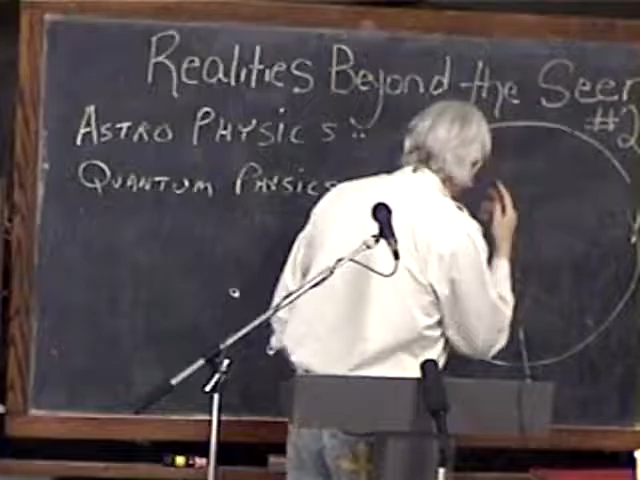 Realities Beyond the Seen
#2
ASTRO PHYSICS :
QUANTUM PHYSICS